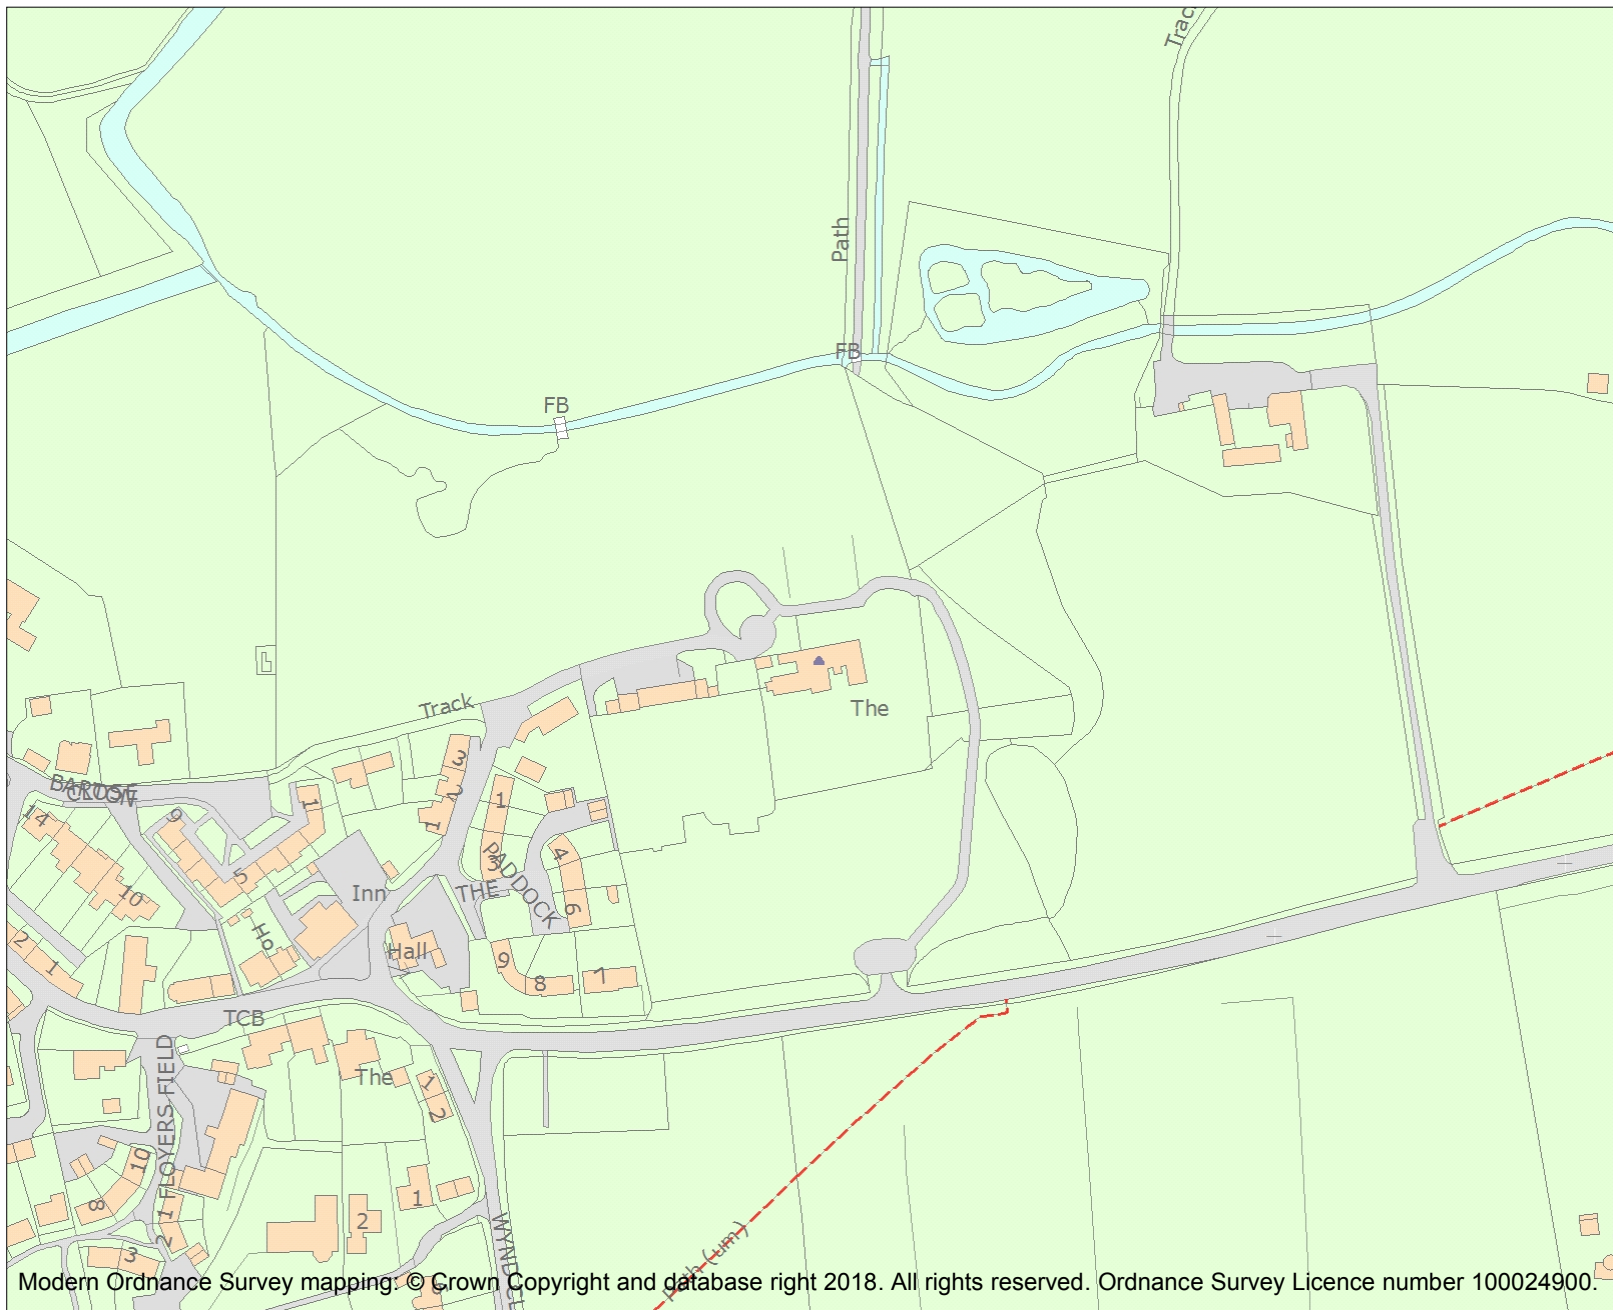 Track
Path
FB
FB
Track
The
BARTON
CLOSE
14
10
9
5
1
3
2
1
1
3
4
6
THE
PADDOCK
Inn
Ho
Hall
9
8
7
2
1
TCB
The
1
2
FLOYERS FIELD
10
8
1
2
3
2
1
WYNDCL
Path (um)
Modern Ordnance Survey mapping: © Crown Copyright and database right 2018. All rights reserved. Ordnance Survey Licence number 100024900.